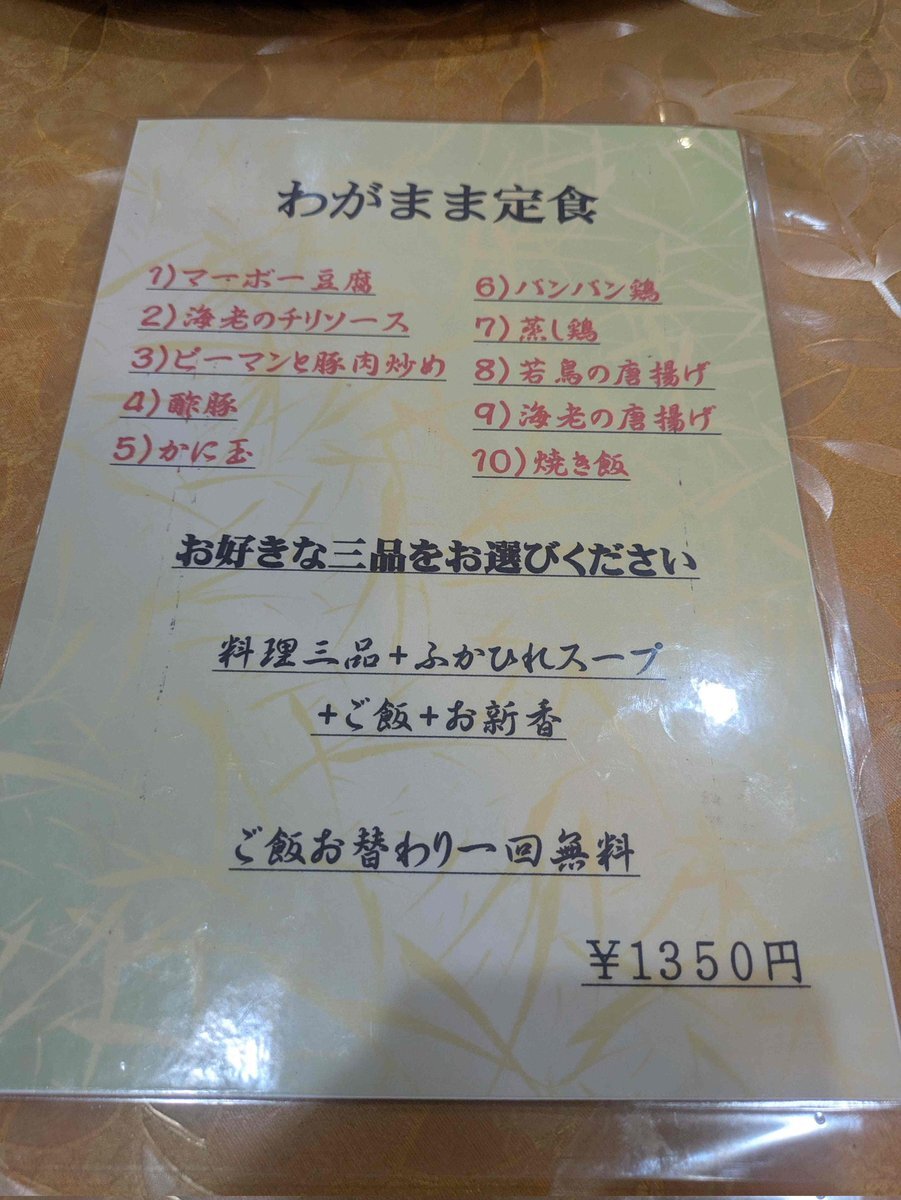 わがまま定食
1)マーボー豆腐
2)海老のチリソース
3)ピーマンと豚肉炒め
4)酢豚
5)かに玉
6)バンバン鶏
7)蒸し鶏
8)若鳥の唐揚げ
9)海老の唐揚げ
10)焼き飯
お好きな三品をお選びください
料理三品+ふかひれスープ
+ご飯+お新香
ご飯お替わり一回無料
¥1350円